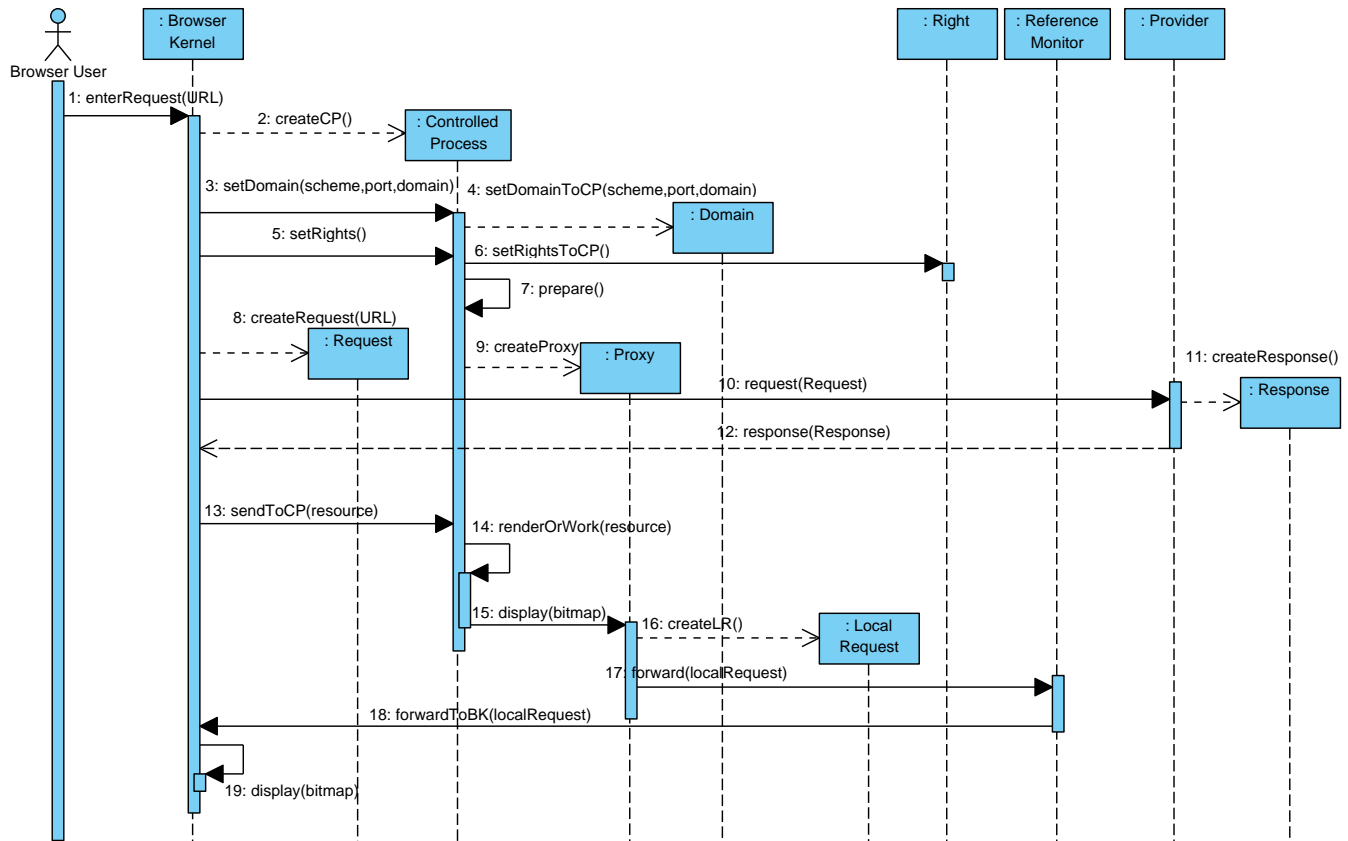 Browser User
: Browser
Kernel
: Right
: Reference
Monitor
: Provider
1: enterRequest(URL)
2: createCP()
: Controlled
Process
3: setDomain(scheme,port,domain)
4: setDomainToCP(scheme,port,domain)
: Domain
5: setRights()
6: setRightsToCP()
7: prepare()
8: createRequest(URL)
: Request
9: createProxy
: Proxy
10: request(Request)
11: createResponse()
: Response
12: response(Response)
13: sendToCP(resource)
14: renderOrWork(resource)
15: display(bitmap)
16: createLR()
: Local
Request
17: forward(localRequest)
18: forwardToBK(localRequest)
19: display(bitmap)